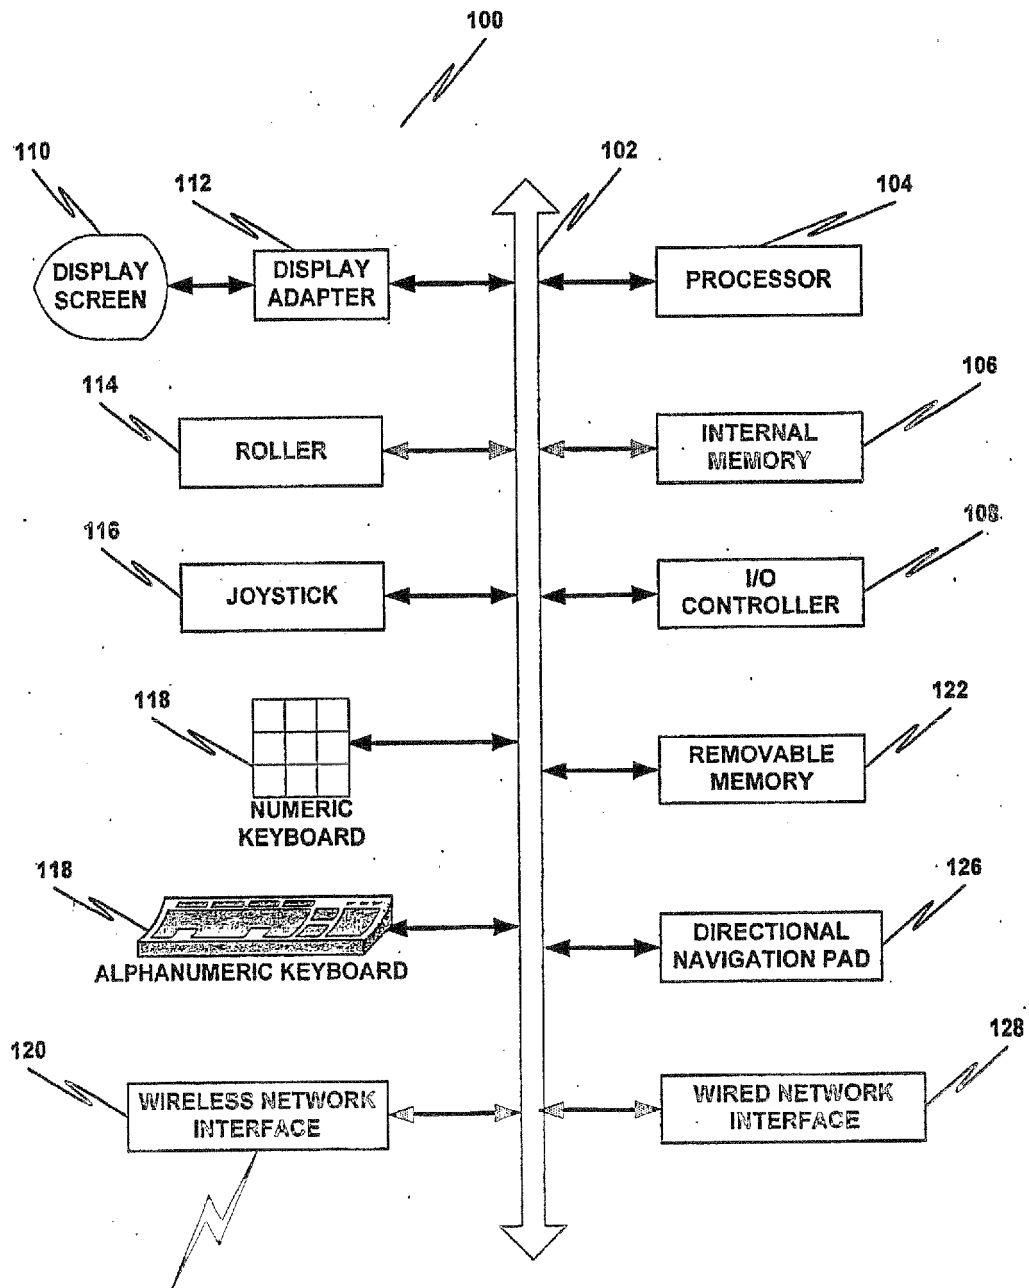 100
110
112
102
104
DISPLAY
SCREEN
DISPLAY
ADAPTER
PROCESSOR
114
106
ROLLER
INTERNAL
MEMORY
116
108
JOYSTICK
I/O
CONTROLLER
118
122
REMOVABLE
MEMORY
NUMERIC
KEYBOARD
118
126
DIRECTIONAL
NAVIGATION PAD
ALPHANUMERIC KEYBOARD
120
128
WIRELESS NETWORK
INTERFACE
WIRED NETWORK
INTERFACE